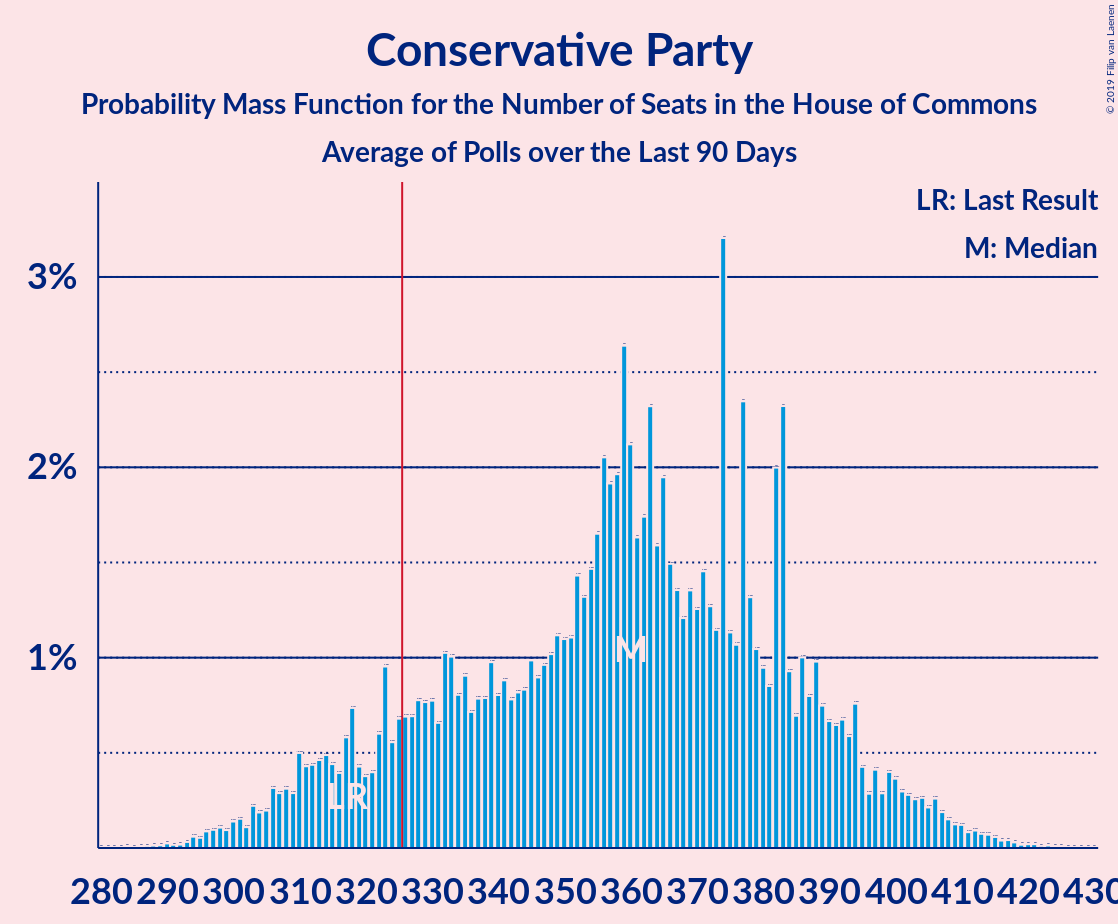 Conservative Party
Probability Mass Function for the Number of Seats in the House of Commons
Average of Polls over the Last 90 Days
© 2019 Filip van Laenen
LR: Last Result
M: Median
3%
2%
1%
M
LR
280 290 300 310 320 330 340 350 360 370 380 390 400 410 420 430